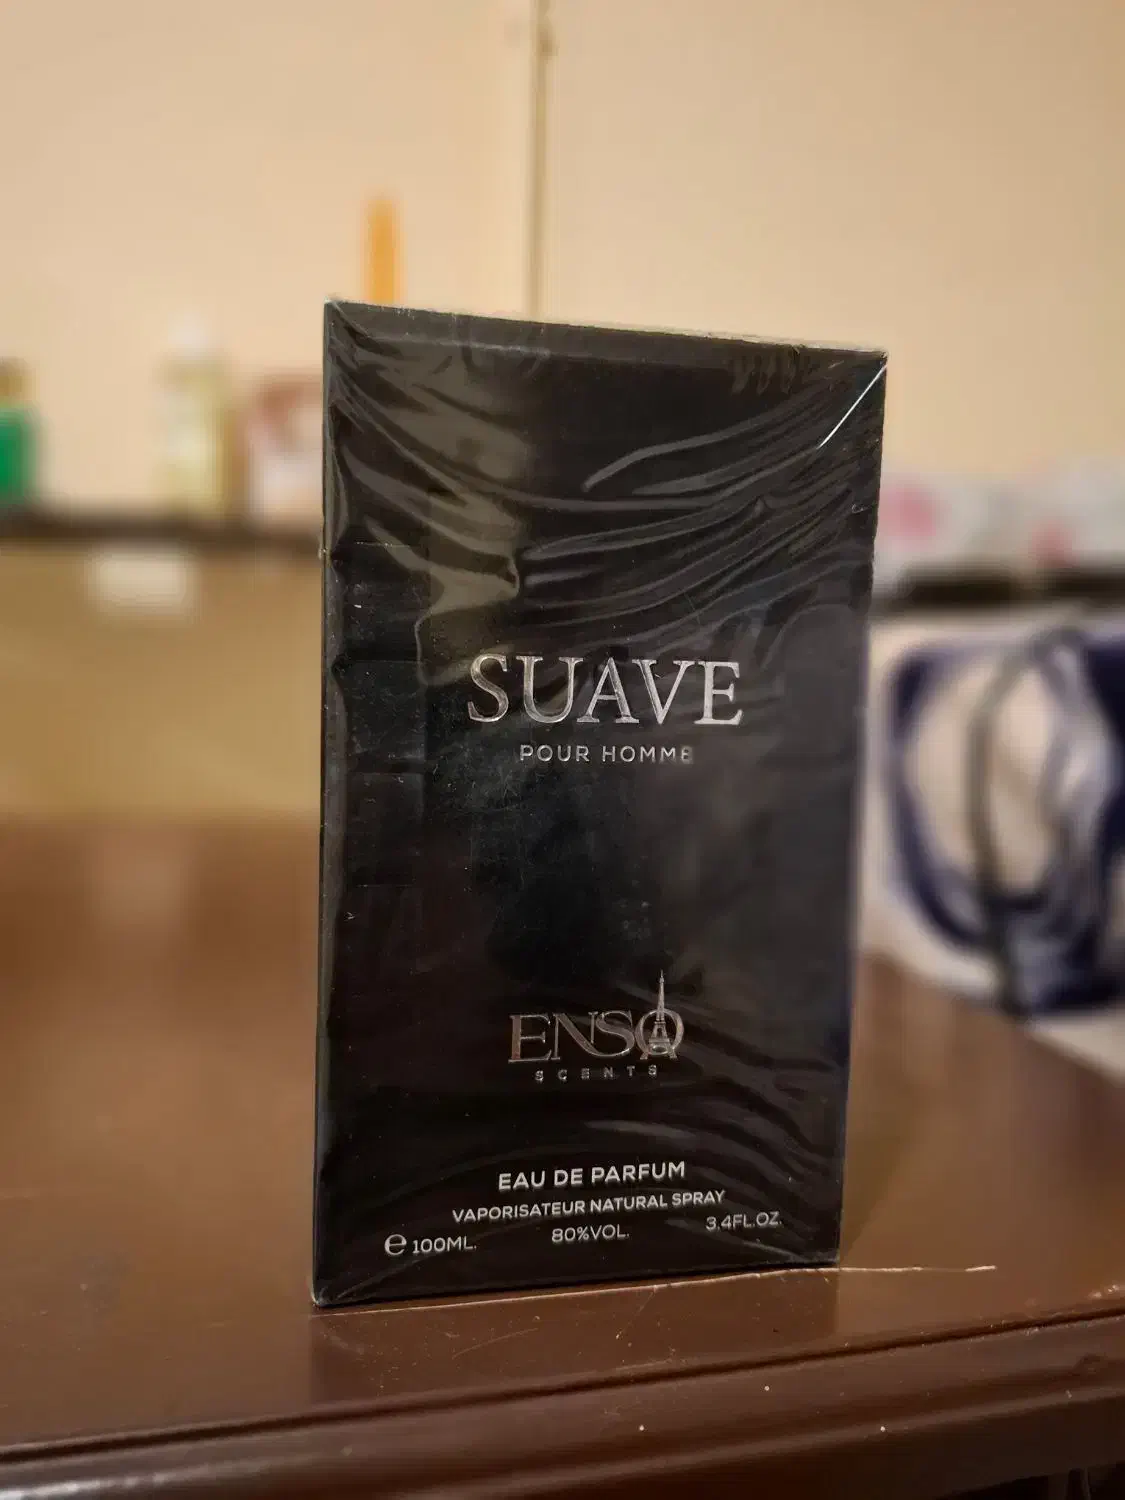 SUAVE
POUR HOMME
ENSO
SCENTS
EAU DE PARFUM
VAPORISATEUR NATURAL SPRAY
℮ 100ML. 80%VOL. 3.4FL.OZ.